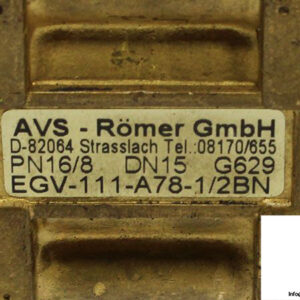 AVS - Römer GmbH
D-82064 Strasslach Tel.:08170/655
PN16/8 DN15 G629
EGV-111-A78-1/2BN